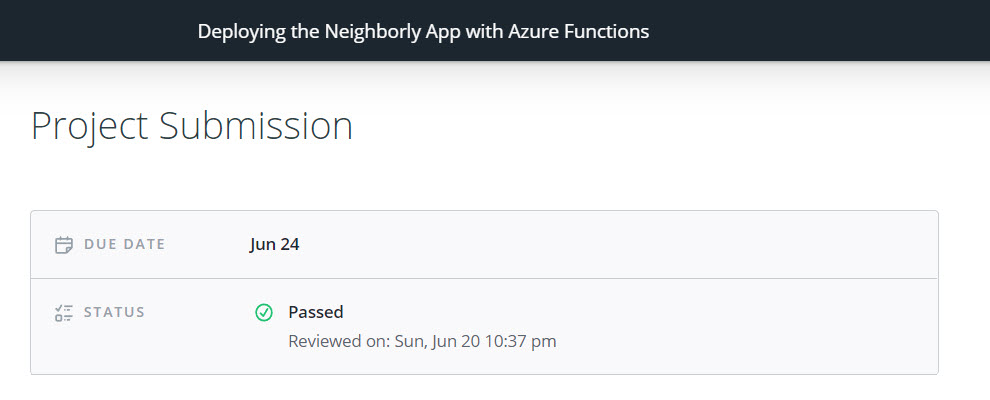 Deploying the Neighborly App with Azure Functions
Project Submission
DUE DATE Jun 24
STATUS Passed
Reviewed on: Sun, Jun 20 10:37 pm